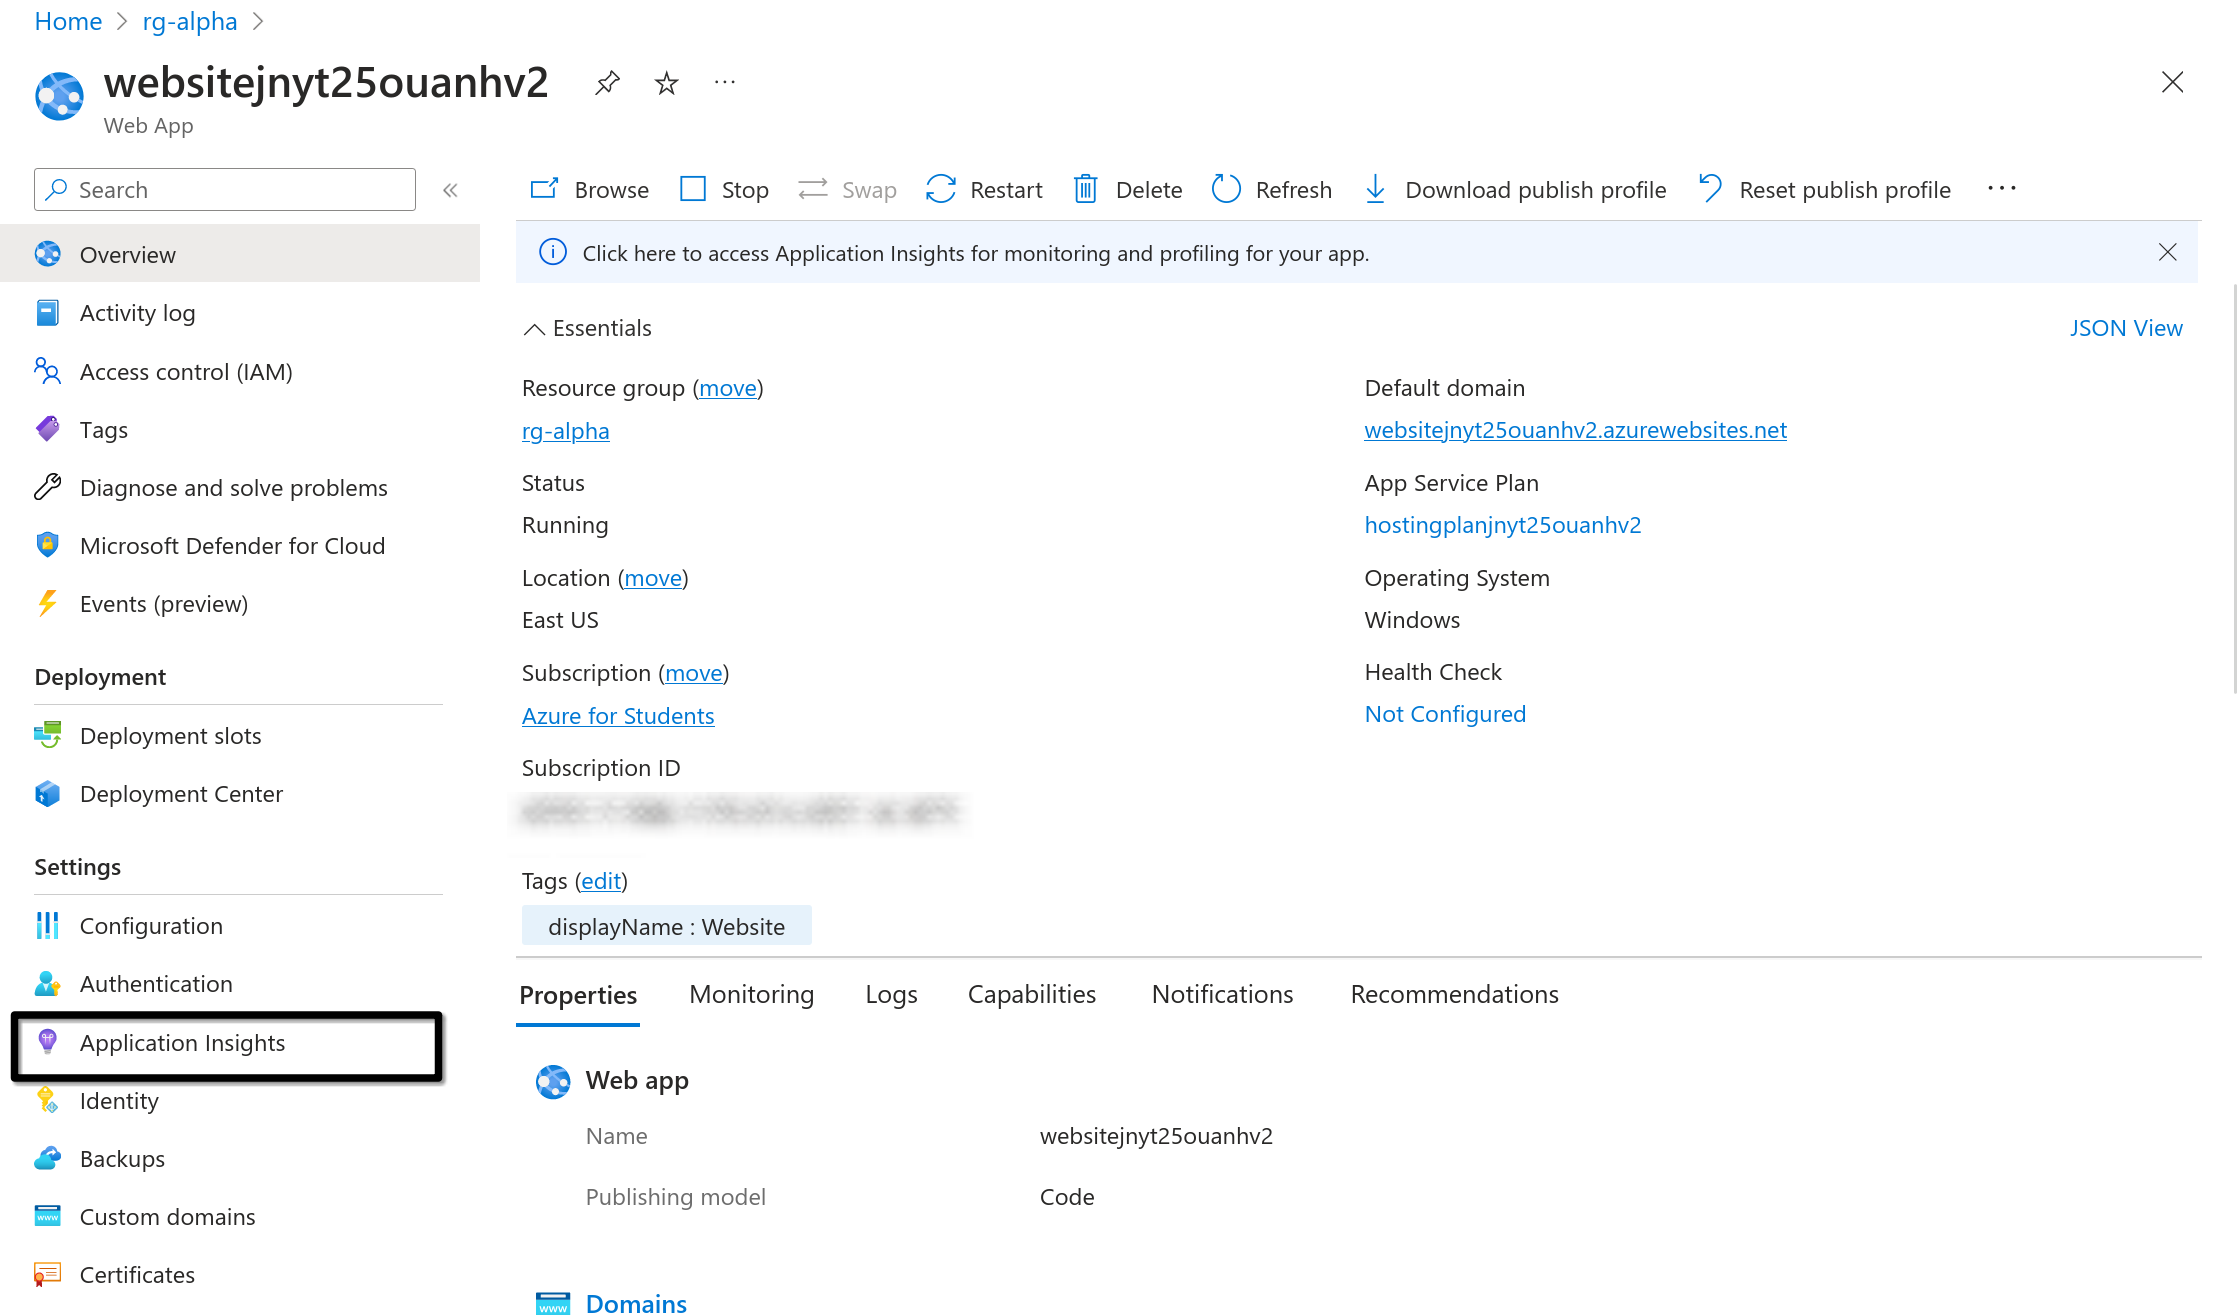 Home > rg-alpha >
websitejnyt25ouanhv2
Web App
Search
Overview
Activity log
Access control (IAM)
Tags
Diagnose and solve problems
Microsoft Defender for Cloud
Events (preview)
Deployment
Deployment slots
Deployment Center
Settings
Configuration
Authentication
Application Insights
Identity
Backups
Custom domains
Certificates
Browse Stop Swap Restart Delete Refresh Download publish profile Reset publish profile
Click here to access Application Insights for monitoring and profiling for your app.
Essentials
JSON View
Resource group (move)
rg-alpha
Status
Running
Location (move)
East US
Subscription (move)
Azure for Students
Subscription ID
Default domain
websitejnyt25ouanhv2.azurewebsites.net
App Service Plan
hostingplanjnyt25ouanhv2
Operating System
Windows
Health Check
Not Configured
Tags (edit)
displayName : Website
Properties Monitoring Logs Capabilities Notifications Recommendations
Web app
Name websitejnyt25ouanhv2
Publishing model Code
Domains